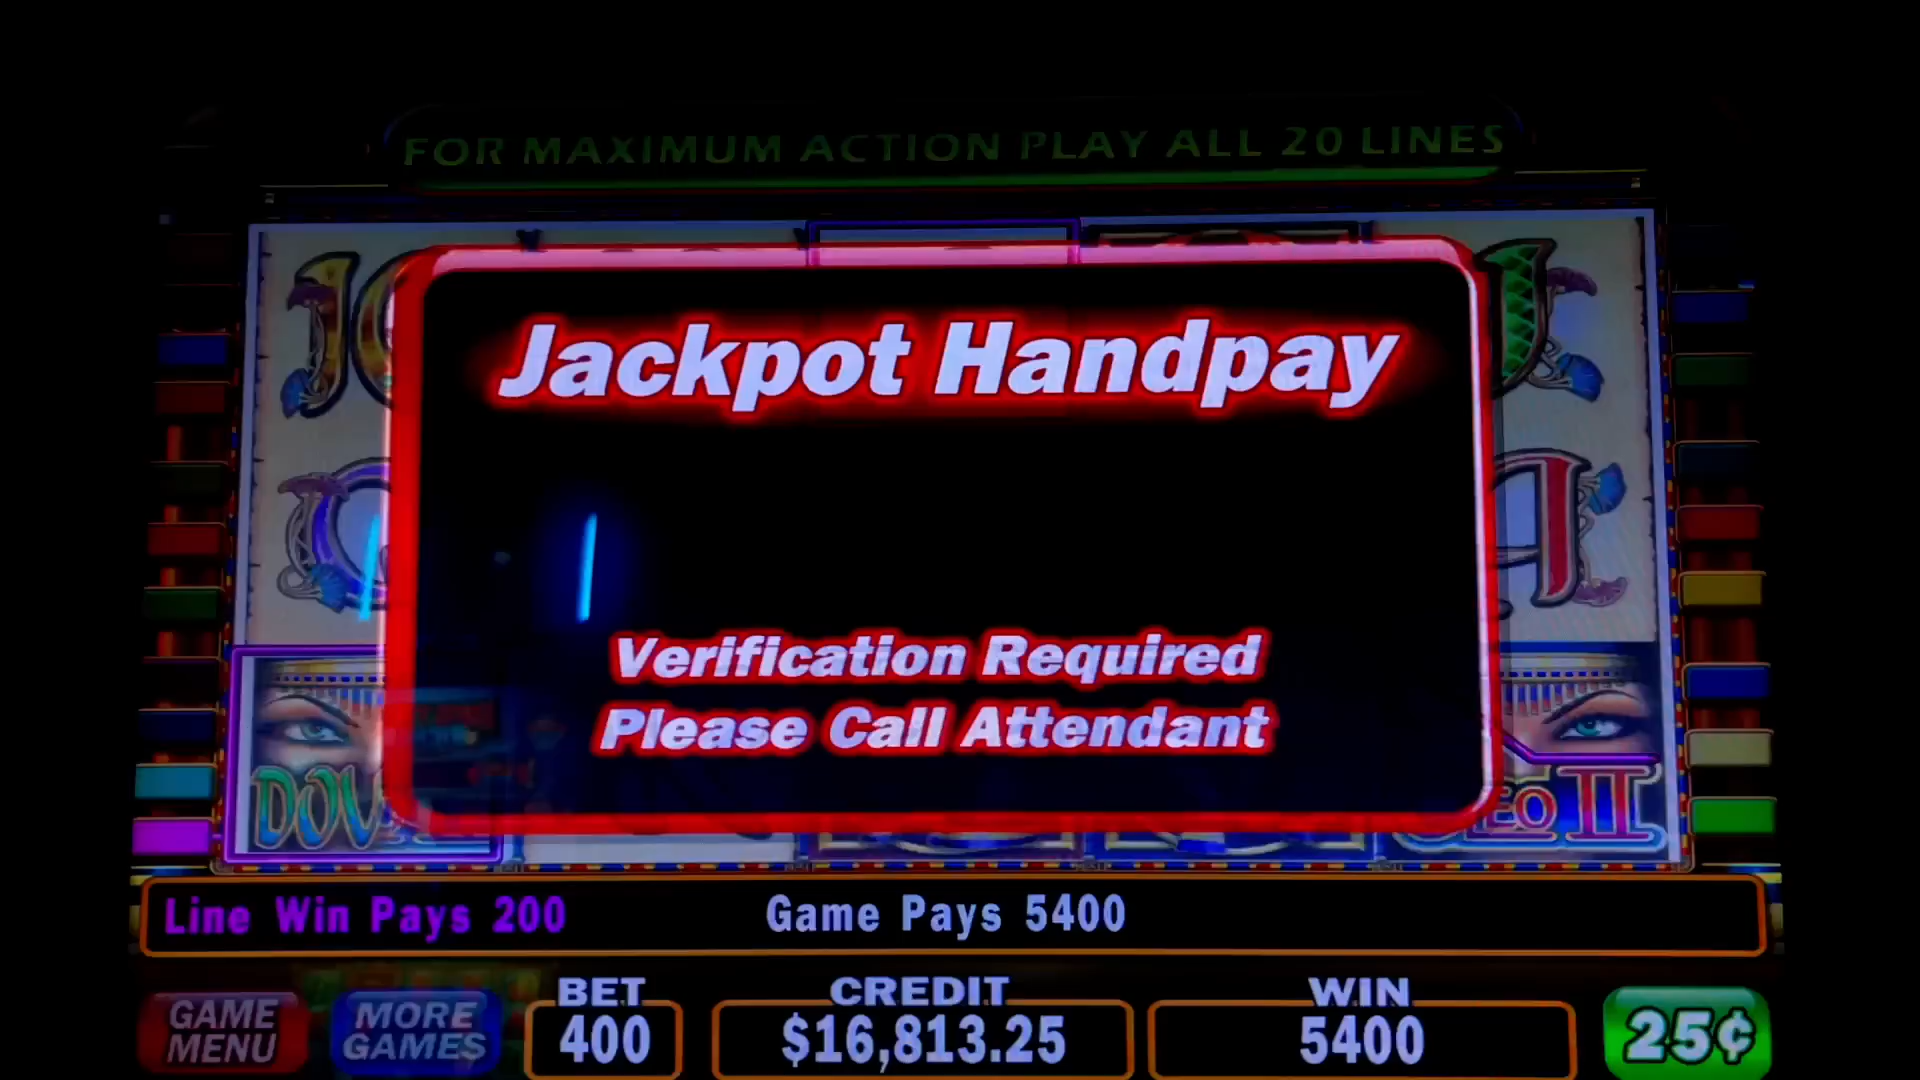 FOR MAXIMUM ACTION PLAY ALL 20 LINES
Jackpot Handpay
Verification Required
Please Call Attendant
Line Win Pays 200
Game Pays 5400
GAME
MENU
MORE
GAMES
BET
400
CREDIT
$16,813.25
WIN
5400
25¢